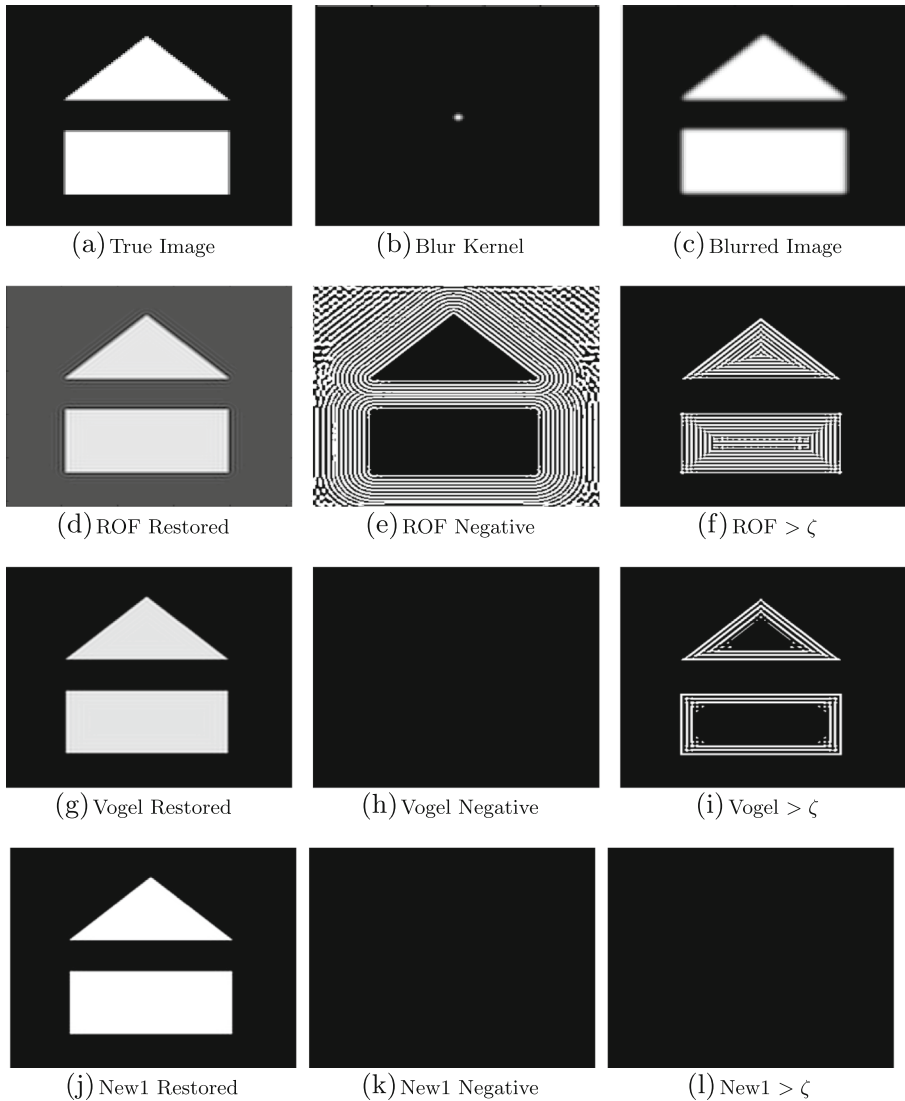 (a) True Image
(b) Blur Kernel
(c) Blurred Image
(d) ROF Restored
(e) ROF Negative
(f) ROF > ζ
(g) Vogel Restored
(h) Vogel Negative
(i) Vogel > ζ
(j) New1 Restored
(k) New1 Negative
(l) New1 > ζ